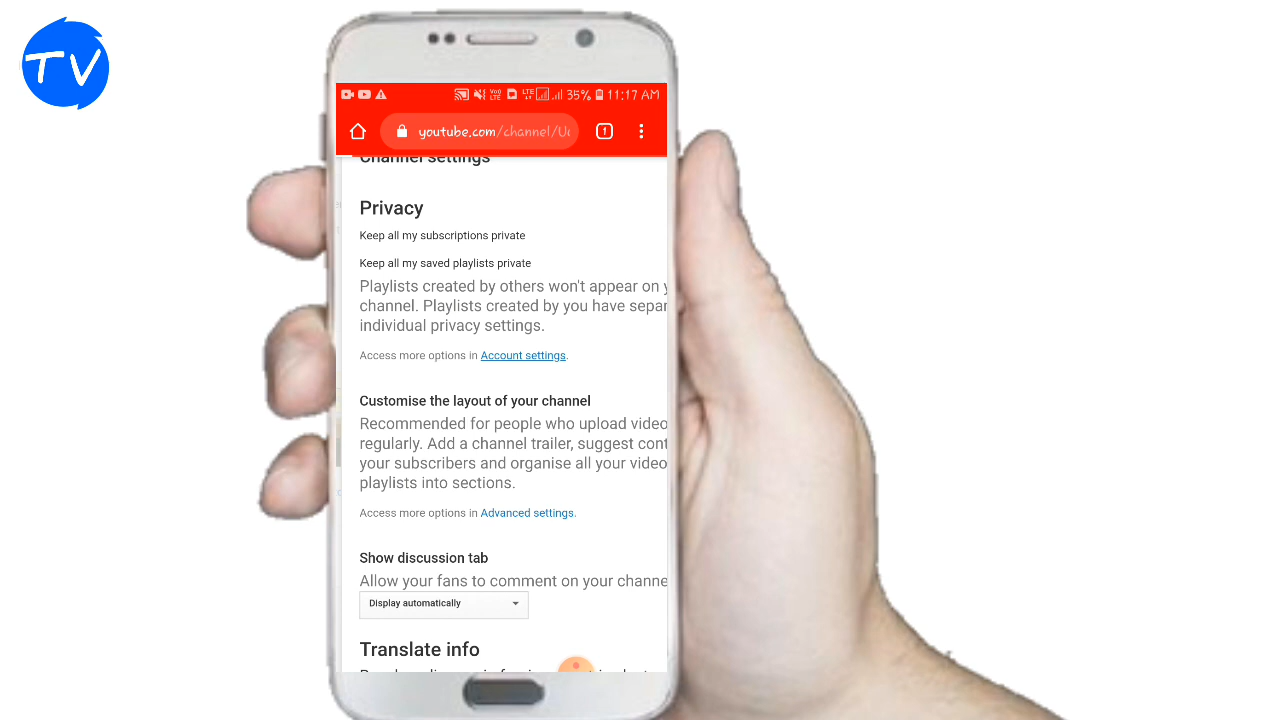 TV
VoO
LTE
LTE
35%
11:17 AM
youtube.com/channel/U
1
Channel settings
Privacy
Keep all my subscriptions private
Keep all my saved playlists private
Playlists created by others won't appear on
channel. Playlists created by you have separ
individual privacy settings.
Access more options in Account settings.
Customise the layout of your channel
Recommended for people who upload video
regularly. Add a channel trailer, suggest cont
your subscribers and organise all your video
playlists into sections.
Access more options in Advanced settings.
Show discussion tab
Allow your fans to comment on your channe
Display automatically
Translate info